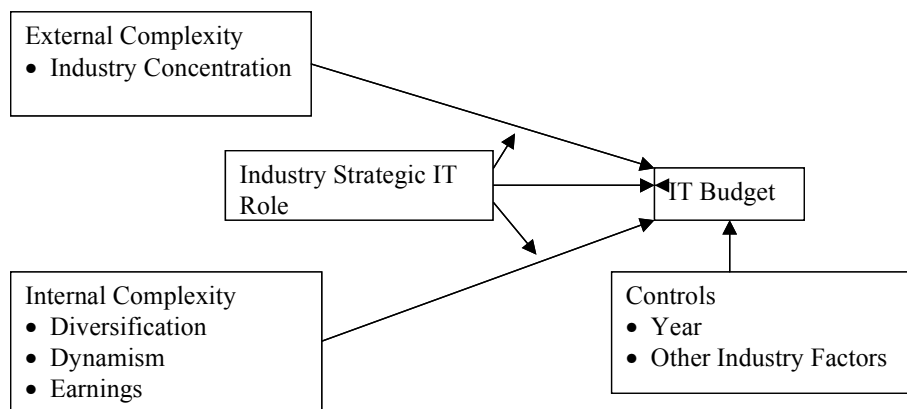 External Complexity
• Industry Concentration
Industry Strategic IT
Role
IT Budget
Internal Complexity
• Diversification
• Dynamism
• Earnings
Controls
• Year
• Other Industry Factors